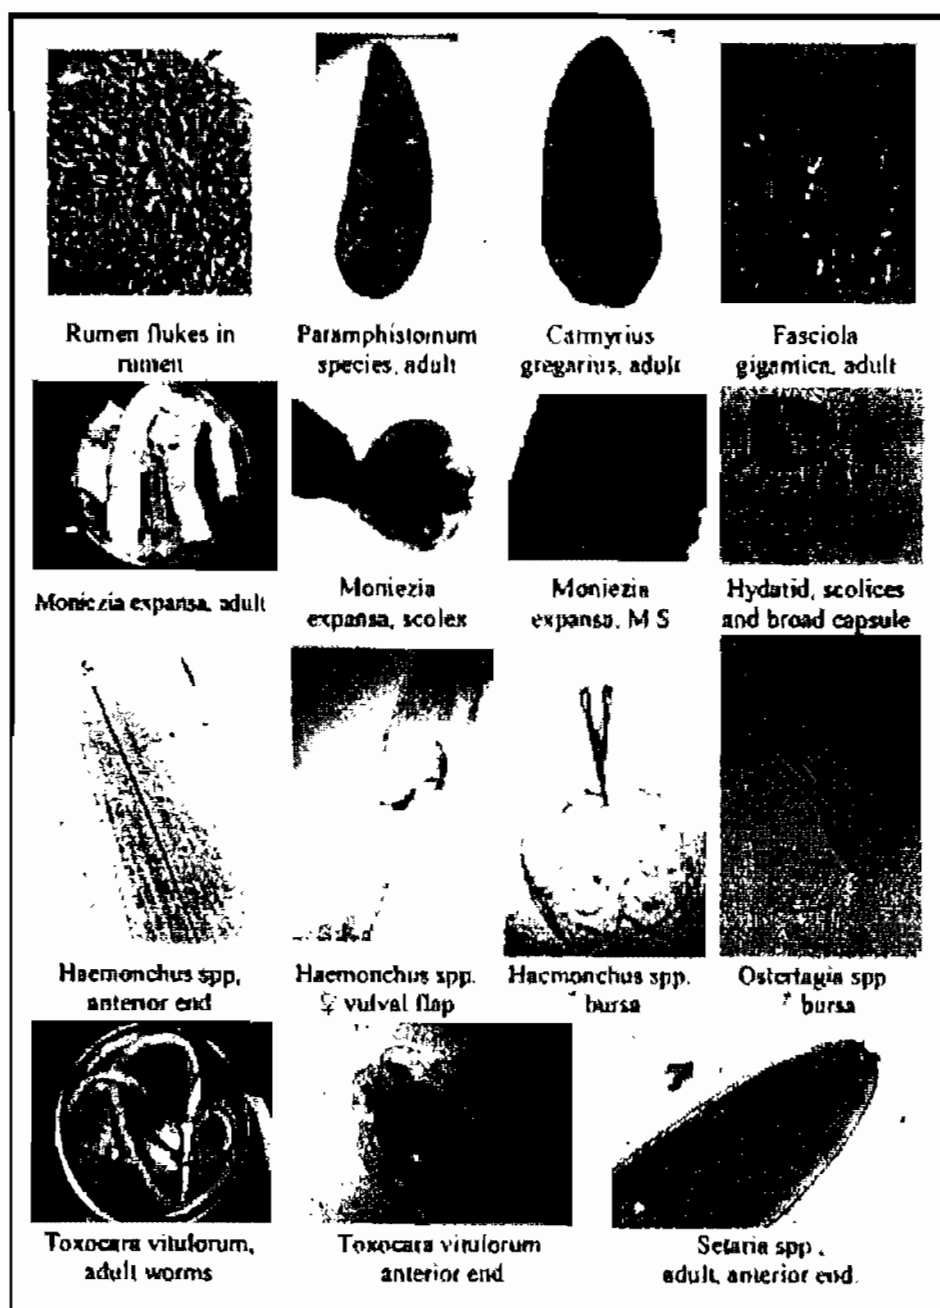 Rumen flukes in
rumen
Paramphistomum
species, adult
Carmyrius
gregarius, adult
Fasciola
gigantica, adult
Moniezia expansa, adult
Moniezia
expansa, scolex
Moniezia
expansa, M S
Hydatid, scolices
and broad capsule
Haemonchus spp,
anterior end
Haemonchus spp.
♀ vulval flap
Haemonchus spp.
bursa
Ostertagia spp
bursa
Toxocara vitulorum,
adult worms
Toxocara vitulorum
anterior end
Setaria spp.,
adult, anterior end.